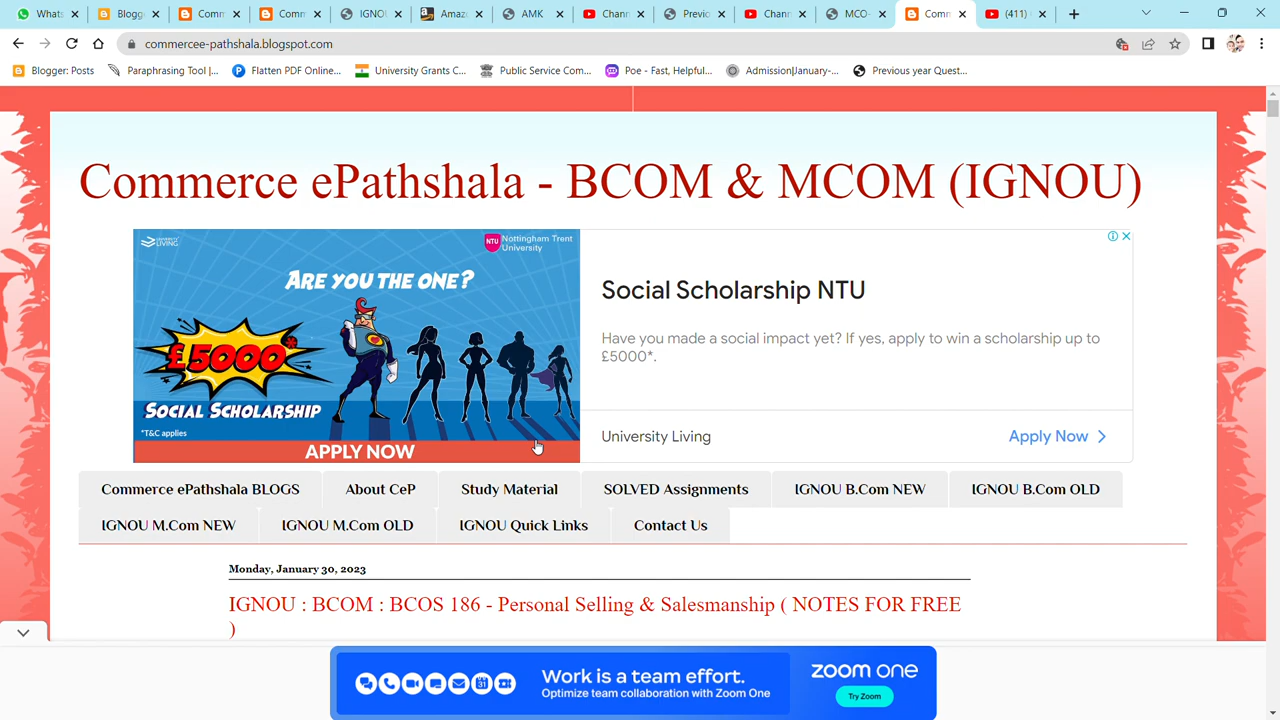 Whats
Blogge
Comm
Comm
IGNOU
Amazo
AMK
Chann
Previo
Chann
MCO-
Comm
(411)
commercee-pathshala.blogspot.com
Blogger: Posts
Paraphrasing Tool |...
Flatten PDF Online...
University Grants C...
Public Service Com...
Poe - Fast, Helpful...
Admission|January-...
Previous year Quest...
Commerce ePathshala - BCOM & MCOM (IGNOU)
UNIVERSITY LIVING
NTU
Nottingham Trent
University
ARE YOU THE ONE?
£5000*
SOCIAL SCHOLARSHIP
*T&C applies
APPLY NOW
Social Scholarship NTU
Have you made a social impact yet? If yes, apply to win a scholarship up to
£5000*.
University Living
Apply Now
Commerce ePathshala BLOGS
About CeP
Study Material
SOLVED Assignments
IGNOU B.Com NEW
IGNOU B.Com OLD
IGNOU M.Com NEW
IGNOU M.Com OLD
IGNOU Quick Links
Contact Us
Monday, January 30, 2023
IGNOU : BCOM : BCOS 186 - Personal Selling & Salesmanship ( NOTES FOR FREE
)
Work is a team effort.
Optimize team collaboration with Zoom One
zoom one
Try Zoom